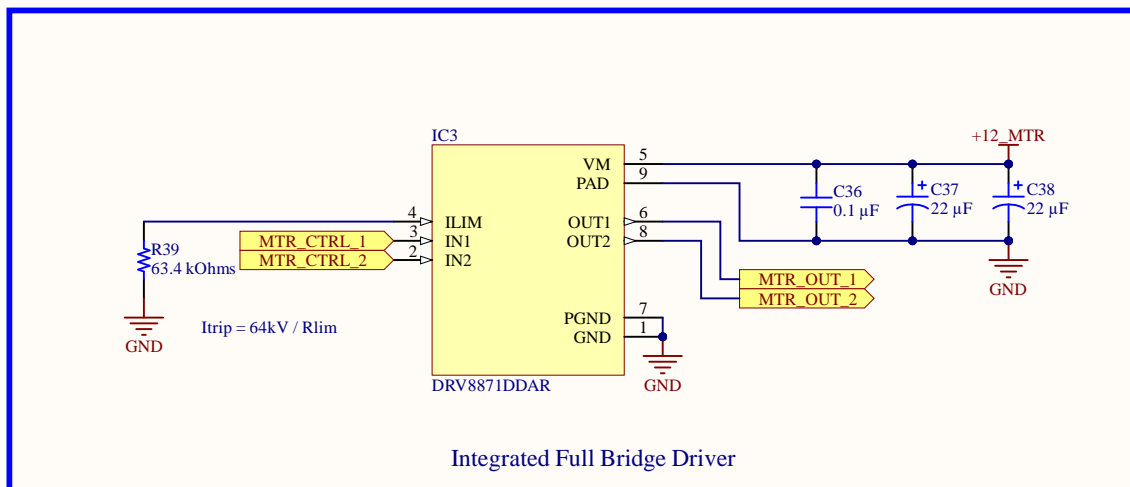 IC3
+12_MTR
VM 5
PAD 9
C36
0.1 µF
+ C37
22 µF
+ C38
22 µF
4 ILIM
3 IN1
2 IN2
MTR_CTRL_1
MTR_CTRL_2
OUT1 6
OUT2 8
R39
63.4 kOhms
GND
MTR_OUT_1
MTR_OUT_2
Itrip = 64kV / Rlim
PGND 7
GND 1
GND
GND
DRV8871DDAR
Integrated Full Bridge Driver